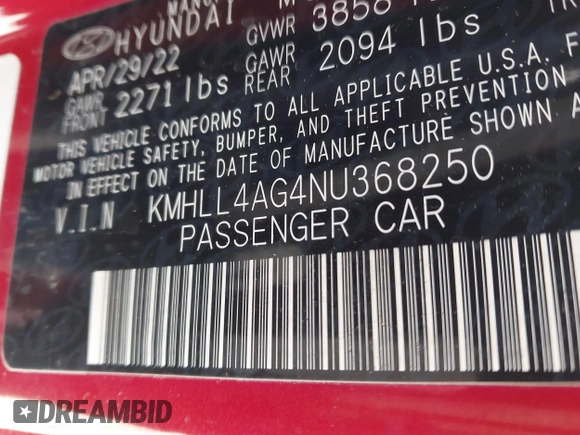 MANU
HYUNDAI
GVWR 3858
APR/29/22
GAWR FRONT 2271 lbs GAWR REAR 2094 lbs
THIS VEHICLE CONFORMS TO ALL APPLICABLE U.S.A. F
MOTOR VEHICLE SAFETY, BUMPER, AND THEFT PREVENTION
IN EFFECT ON THE DATE OF MANUFACTURE SHOWN A
V.I.N KMHLL4AG4NU368250
PASSENGER CAR
DREAMBID